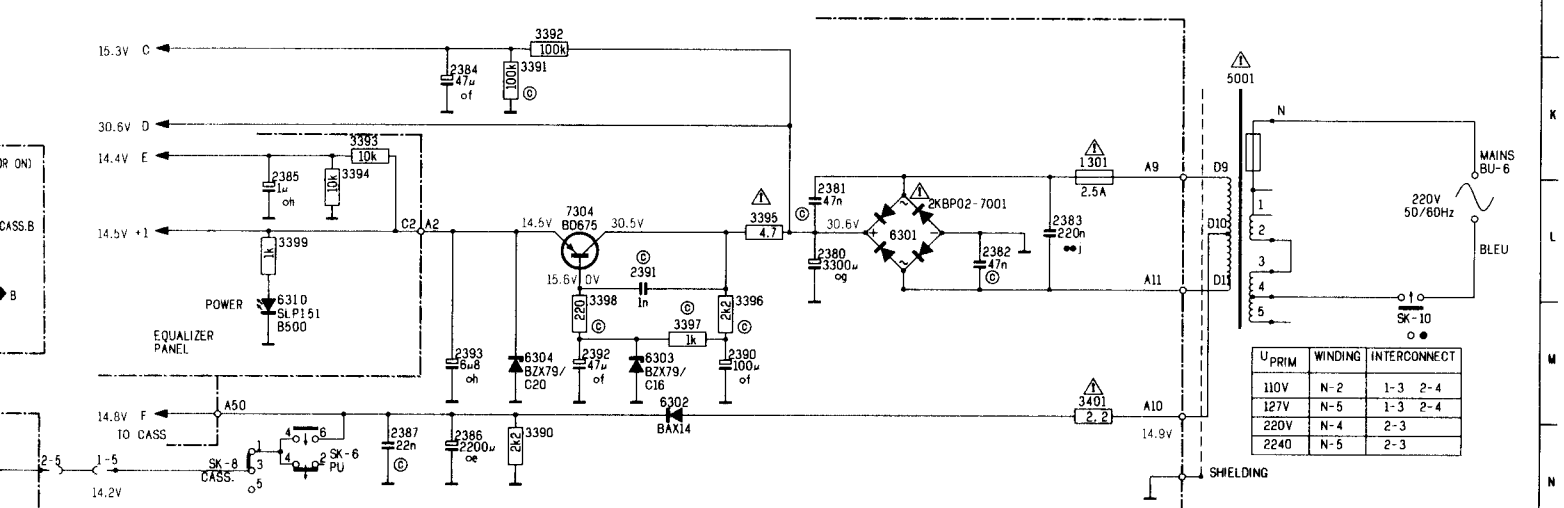 15.3V C
3392
100k
2384
47µ
of
100k
3391
©
30.6V D
14.4V E
3393
10k
2385
1µ
oh
10k
3394
OR ON)
CASS.B
B
14.5V +1
C2 A2
3399
1k
POWER
6310
SLP151
B500
EQUALIZER
PANEL
7304
BD675
14.5V
30.5V
15.6V 0V
©
2391
1n
3395
4.7
220
3398
©
©
3397
1k
2k2
3396
©
2393
6µ8
oh
6304
BZX79/
C20
2392
47µ
of
6303
BZX79/
C16
2390
100µ
of
2381
47n
©
30.6V
2380
3300µ
og
2KBP02-7001
6301
+
-
~
~
2382
47n
©
2383
220n
●●j
1301
2.5A
A9
A11
D9
D10
D11
5001
N
1
2
3
4
5
220V
50/60Hz
MAINS
BU-6
BLEU
SK-10
14.8V F
TO CASS
A50
6302
BAX14
3401
2.2
A10
14.9V
SHIELDING
2-5
1-5
14.2V
SK-8
CASS.
1
3
5
4
6
4
2
SK-6
PU
2387
22n
©
2386
2200µ
oe
2k2
3390
UPRIM WINDING INTERCONNECT
110V N-2 1-3 2-4
127V N-5 1-3 2-4
220V N-4 2-3
2240 N-5 2-3
K
L
M
N